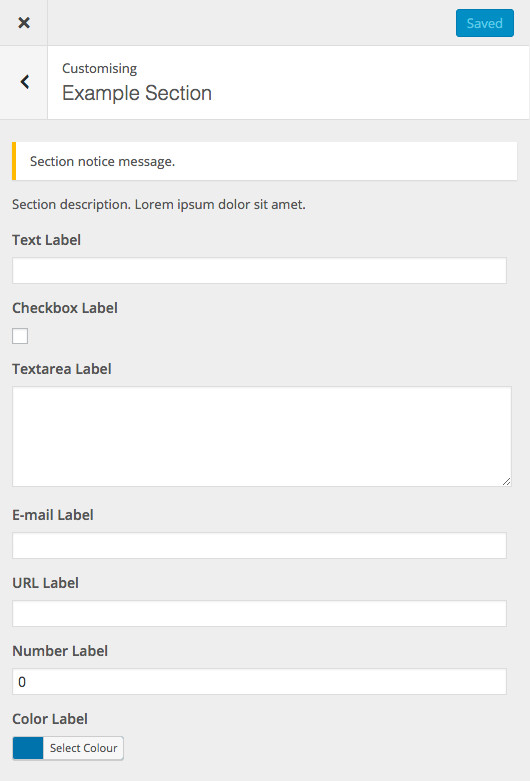 Saved
Customising
Example Section
Section notice message.
Section description. Lorem ipsum dolor sit amet.
Text Label
Checkbox Label
Textarea Label
E-mail Label
URL Label
Number Label
0
Color Label
Select Colour